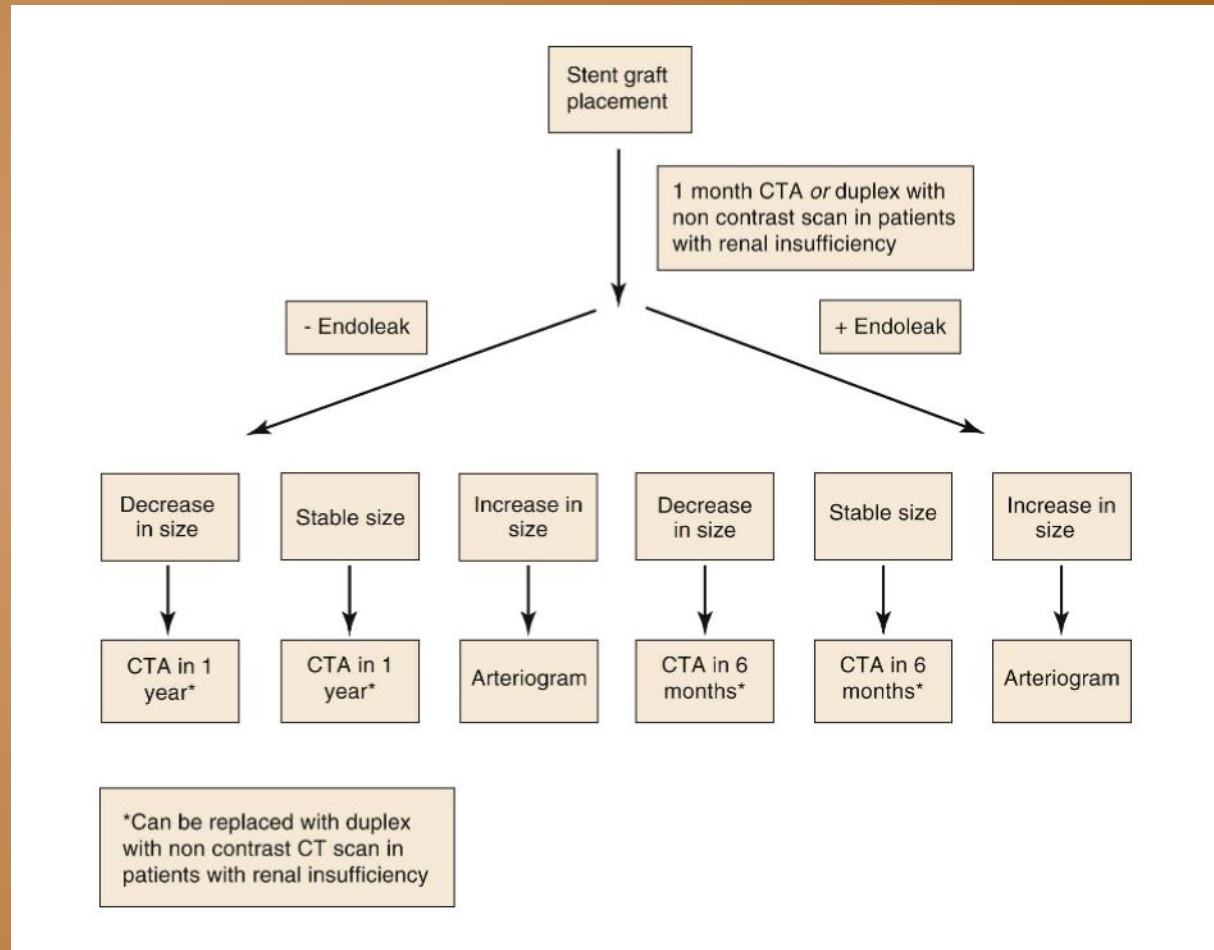 Stent graft
placement
1 month CTA or duplex with
non contrast scan in patients
with renal insufficiency
- Endoleak
+ Endoleak
Decrease
in size
Stable size
Increase in
size
Decrease
in size
Stable size
Increase in
size
CTA in 1
year*
CTA in 1
year*
Arteriogram
CTA in 6
months*
CTA in 6
months*
Arteriogram
*Can be replaced with duplex
with non contrast CT scan in
patients with renal insufficiency